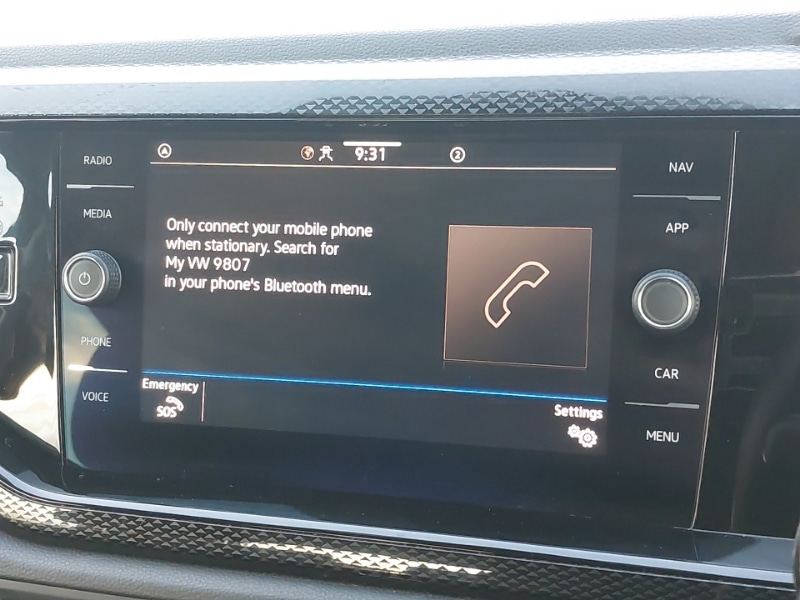 RADIO
MEDIA
PHONE
VOICE
9:31
2
Only connect your mobile phone
when stationary. Search for
My VW 9807
in your phone's Bluetooth menu.
Emergency
SOS
Settings
NAV
APP
CAR
MENU